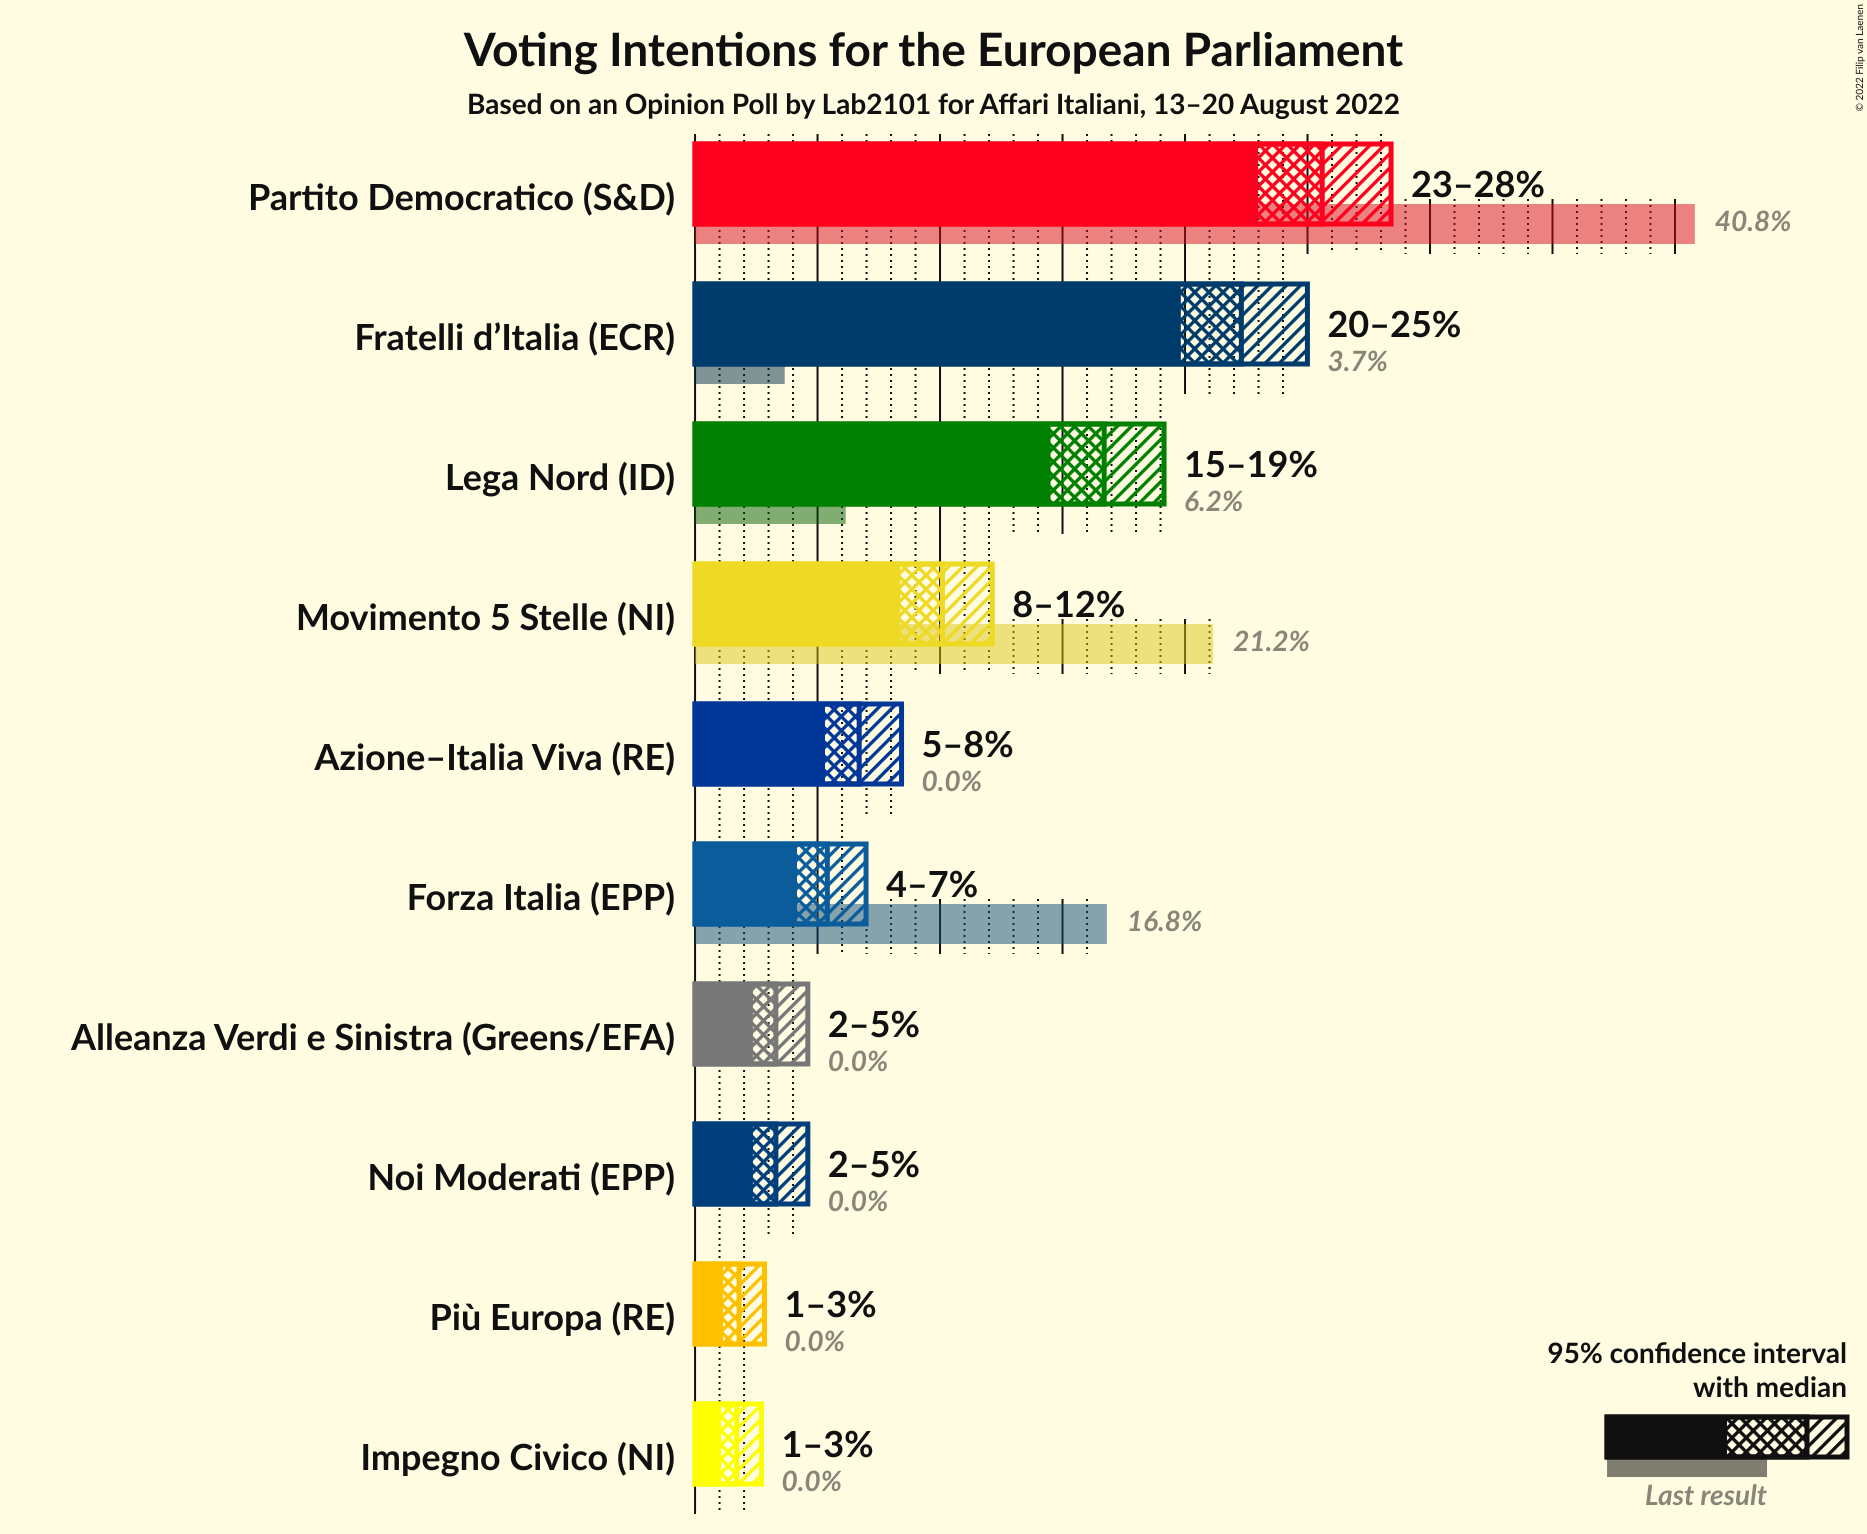 Voting Intentions for the European Parliament
Based on an Opinion Poll by Lab2101 for Affari Italiani, 13–20 August 2022
© 2022 Filip van Laenen
Partito Democratico (S&D)
23–28%
40.8%
Fratelli d’Italia (ECR)
20–25%
3.7%
Lega Nord (ID)
15–19%
6.2%
Movimento 5 Stelle (NI)
8–12%
21.2%
Azione–Italia Viva (RE)
5–8%
0.0%
Forza Italia (EPP)
4–7%
16.8%
Alleanza Verdi e Sinistra (Greens/EFA)
2–5%
0.0%
Noi Moderati (EPP)
2–5%
0.0%
Più Europa (RE)
1–3%
0.0%
Impegno Civico (NI)
1–3%
0.0%
95% confidence interval
with median
Last result